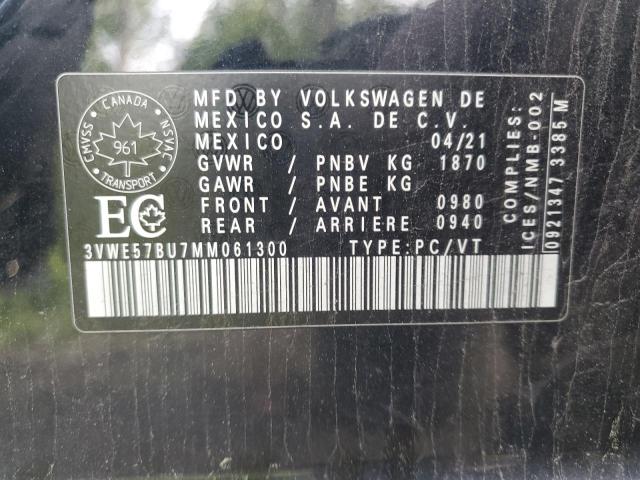 CANADA
CMVSS
NSVAC
961
TRANSPORT
EC
MFD. BY VOLKSWAGEN DE
MEXICO S.A. DE C.V.
MEXICO 04/21
GVWR / PNBV KG 1870
GAWR / PNBE KG
FRONT / AVANT 0980
REAR / ARRIERE 0940
3VWE57BU7MM061300 TYPE:PC/VT
COMPLIES:
ICES/NMB-002
0921347 3385M